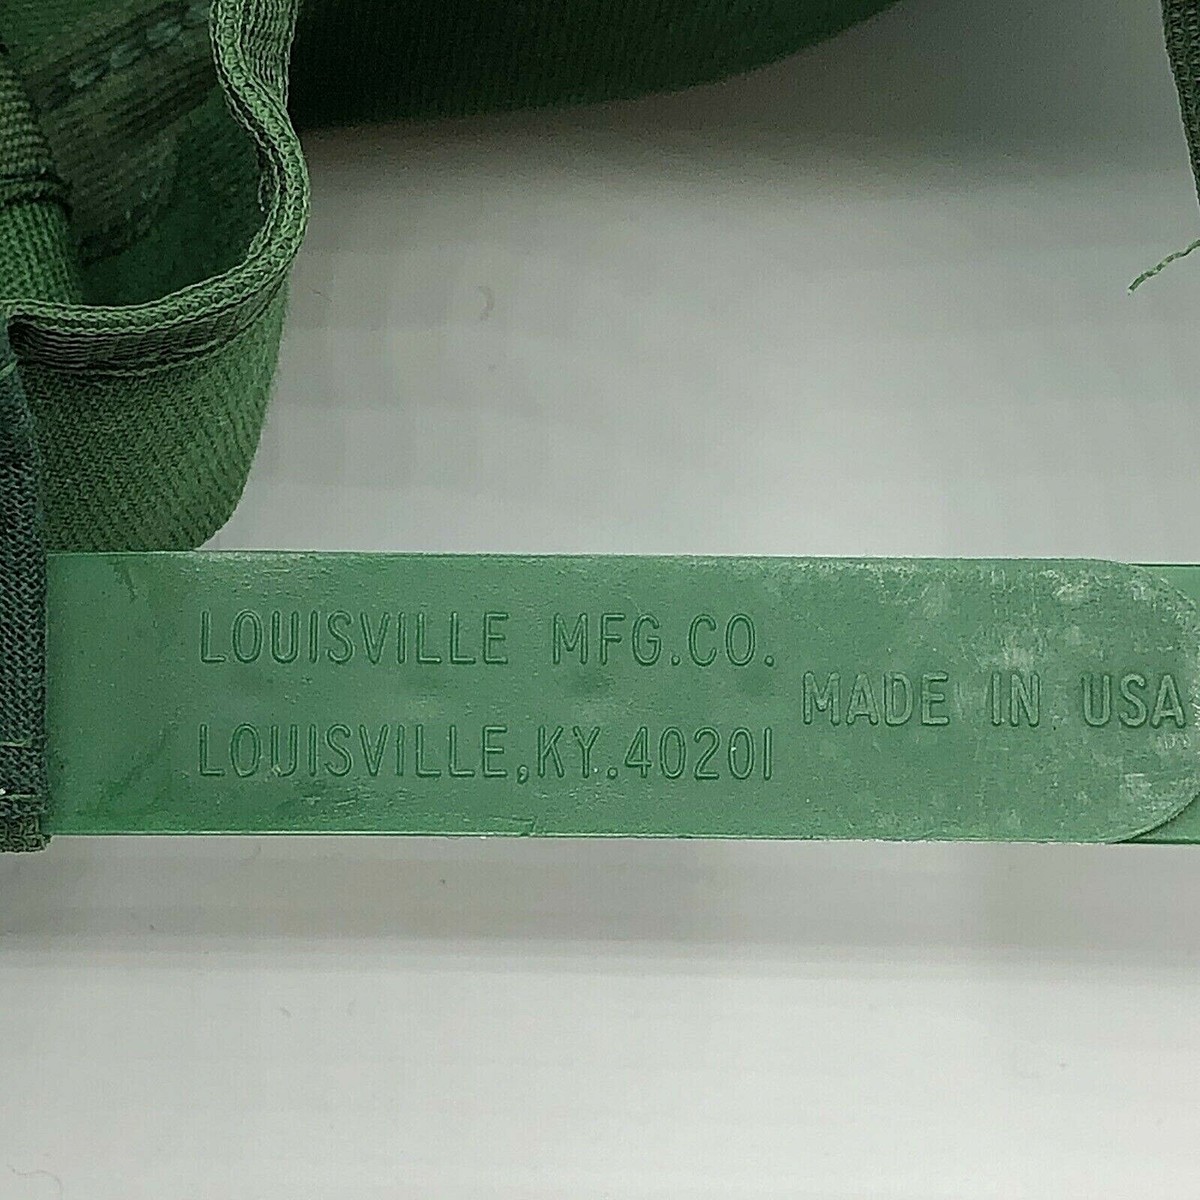 LOUISVILLE MFG.CO.
LOUISVILLE,KY.40201
MADE IN USA